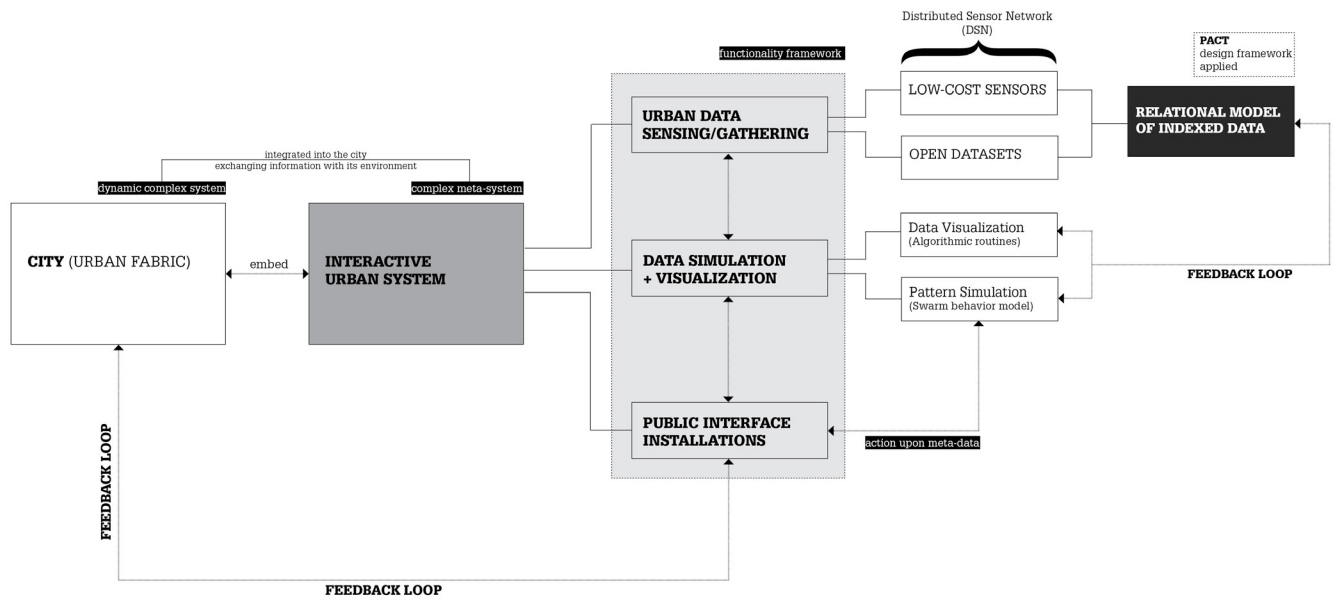 Distributed Sensor Network
(DSN)
PACT
design framework
applied
functionality framework
LOW-COST SENSORS
URBAN DATA
SENSING/GATHERING
RELATIONAL MODEL
OF INDEXED DATA
OPEN DATASETS
integrated into the city
exchanging information with its environment
dynamic complex system
complex meta-system
CITY (URBAN FABRIC)
embed
INTERACTIVE
URBAN SYSTEM
DATA SIMULATION
+ VISUALIZATION
Data Visualization
(Algorithmic routines)
Pattern Simulation
(Swarm behavior model)
FEEDBACK LOOP
PUBLIC INTERFACE
INSTALLATIONS
action upon meta-data
FEEDBACK LOOP
FEEDBACK LOOP